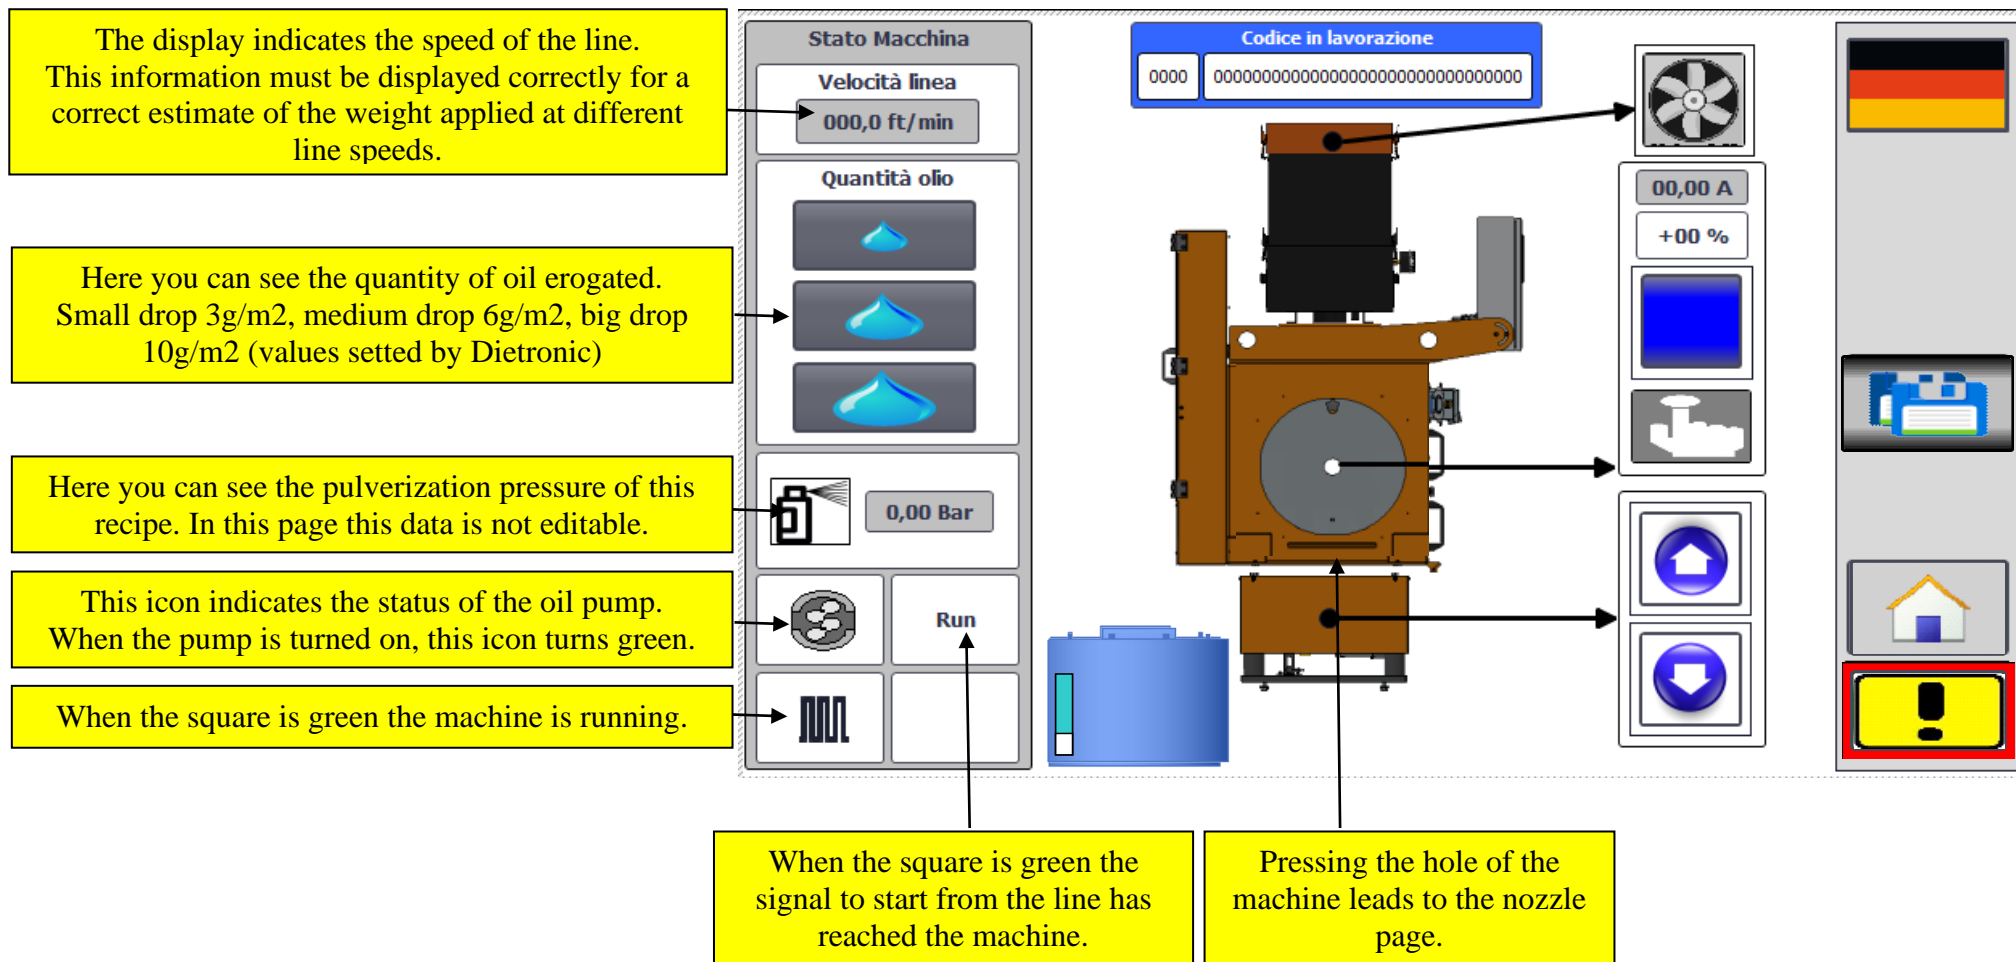 The display indicates the speed of the line.
This information must be displayed correctly for a
correct estimate of the weight applied at different
line speeds.
Here you can see the quantity of oil erogated.
Small drop 3g/m2, medium drop 6g/m2, big drop
10g/m2 (values setted by Dietronic)
Here you can see the pulverization pressure of this
recipe. In this page this data is not editable.
This icon indicates the status of the oil pump.
When the pump is turned on, this icon turns green.
When the square is green the machine is running.
Stato Macchina
Velocità linea
000,0 ft/min
Quantità olio
0,00 Bar
Run
Codice in lavorazione
0000 00000000000000000000000000000000
00,00 A
+00 %
When the square is green the
signal to start from the line has
reached the machine.
Pressing the hole of the
machine leads to the nozzle
page.